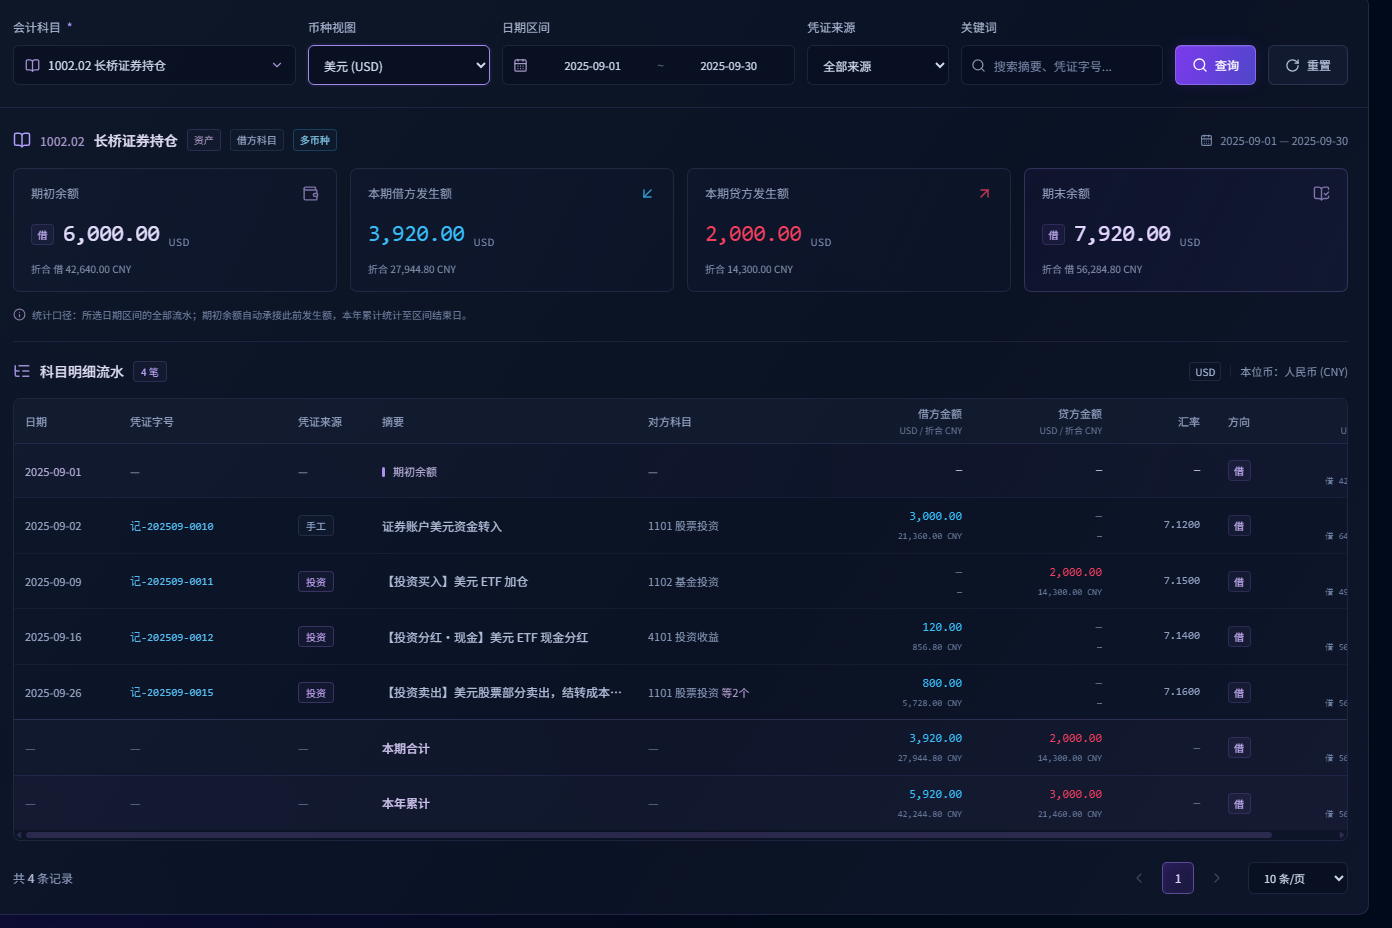 会计科目 *
币种视图
日期区间
凭证来源
关键词
1002.02 长桥证券持仓
美元 (USD)
2025-09-01 ~ 2025-09-30
全部来源
搜索摘要、凭证字号...
查询
重置
1002.02 长桥证券持仓 资产 借方科目 多币种
2025-09-01 — 2025-09-30
期初余额
借 6,000.00 USD
折合 借 42,640.00 CNY
本期借方发生额
3,920.00 USD
折合 27,944.80 CNY
本期贷方发生额
2,000.00 USD
折合 14,300.00 CNY
期末余额
借 7,920.00 USD
折合 借 56,284.80 CNY
统计口径：所选日期区间的全部流水；期初余额自动承接此前发生额，本年累计统计至区间结束日。
科目明细流水 4 笔
USD 本位币：人民币 (CNY)
日期 凭证字号 凭证来源 摘要 对方科目 借方金额 贷方金额 汇率 方向
USD / 折合 CNY USD / 折合 CNY U
2025-09-01 — — 期初余额 — — — — 借
借 42
2025-09-02 记-202509-0010 手工 证券账户美元资金转入 1101 股票投资 3,000.00 — 7.1200 借
21,360.00 CNY — 借 64
2025-09-09 记-202509-0011 投资 【投资买入】美元 ETF 加仓 1102 基金投资 — 2,000.00 7.1500 借
— 14,300.00 CNY 借 49
2025-09-16 记-202509-0012 投资 【投资分红・现金】美元 ETF 现金分红 4101 投资收益 120.00 — 7.1400 借
856.80 CNY — 借 50
2025-09-26 记-202509-0015 投资 【投资卖出】美元股票部分卖出，结转成本… 1101 股票投资 等2个 800.00 — 7.1600 借
5,728.00 CNY — 借 56
— — — 本期合计 — 3,920.00 2,000.00 — 借
27,944.80 CNY 14,300.00 CNY 借 56
— — — 本年累计 — 5,920.00 3,000.00 — 借
42,244.80 CNY 21,460.00 CNY 借 56
共 4 条记录
1
10 条/页